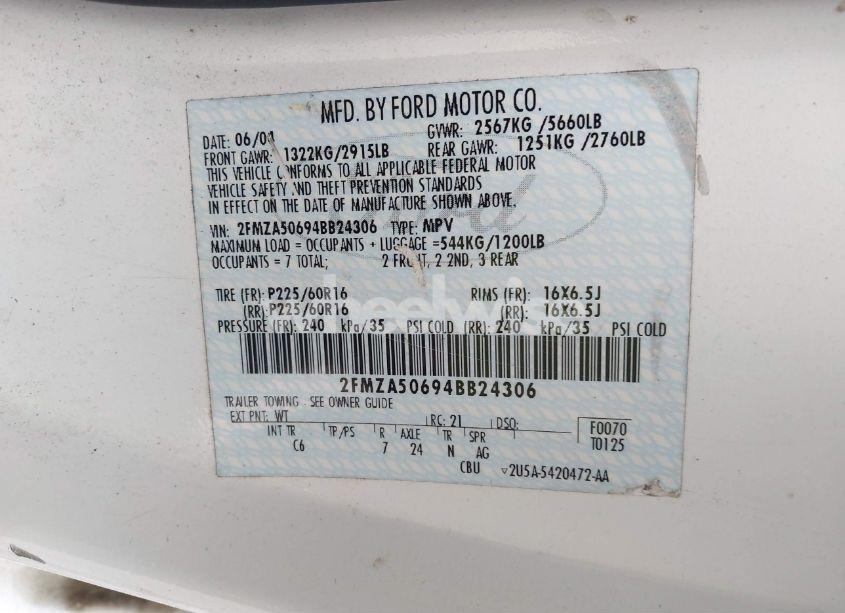 MFD. BY FORD MOTOR CO.
DATE: 06/0
GVWR: 2567KG /5660LB
FRONT GAWR: 1322KG/2915LB REAR GAWR: 1251KG /2760LB
THIS VEHICLE CONFORMS TO ALL APPLICABLE FEDERAL MOTOR
VEHICLE SAFETY AND THEFT PREVENTION STANDARDS
IN EFFECT ON THE DATE OF MANUFACTURE SHOWN ABOVE.
VIN: 2FMZA50694BB24306 TYPE: MPV
MAXIMUM LOAD = OCCUPANTS + LUGGAGE =544KG/1200LB
OCCUPANTS = 7 TOTAL; 2 FRONT, 2 2ND, 3 REAR
TIRE (FR): P225/60R16 RIMS (FR): 16X6.5J
(RR): P225/60R16 (RR): 16X6.5J
PRESSURE (FR): 240 kPa/35 PSI COLD (RR): 240 kPa/35 PSI COLD
2FMZA50694BB24306
TRAILER TOWING - SEE OWNER GUIDE
EXT PNT: WT RC: 21 DSO: F0070
INT TR TP/PS R AXLE TR SPR T0125
C6 7 24 N AG
CBU 2U5A-5420472-AA